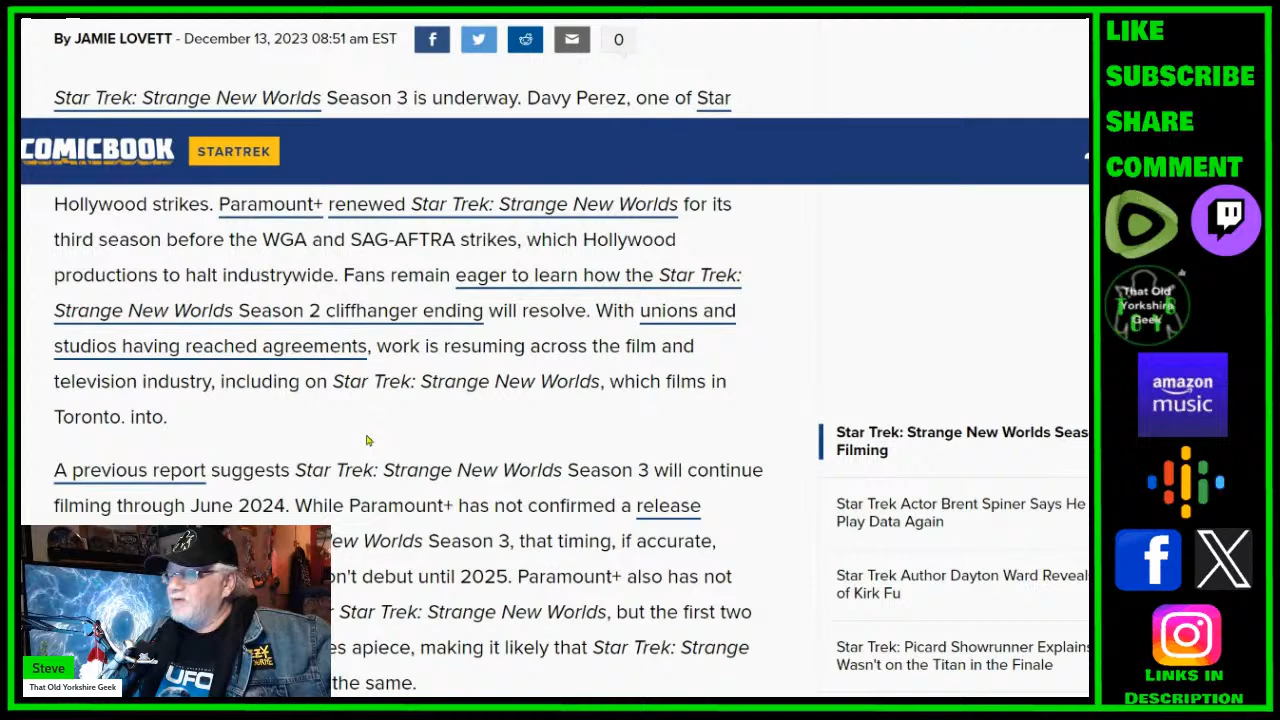 By JAMIE LOVETT - December 13, 2023 08:51 am EST
0
Star Trek: Strange New Worlds Season 3 is underway. Davy Perez, one of Star
COMICBOOK
STARTREK
Hollywood strikes. Paramount+ renewed Star Trek: Strange New Worlds for its
third season before the WGA and SAG-AFTRA strikes, which Hollywood
productions to halt industrywide. Fans remain eager to learn how the Star Trek:
Strange New Worlds Season 2 cliffhanger ending will resolve. With unions and
studios having reached agreements, work is resuming across the film and
television industry, including on Star Trek: Strange New Worlds, which films in
Toronto. into.
A previous report suggests Star Trek: Strange New Worlds Season 3 will continue
filming through June 2024. While Paramount+ has not confirmed a release
ew Worlds Season 3, that timing, if accurate,
n't debut until 2025. Paramount+ also has not
Star Trek: Strange New Worlds, but the first two
es apiece, making it likely that Star Trek: Strange
the same.
Star Trek: Strange New Worlds Seas
Filming
Star Trek Actor Brent Spiner Says He
Play Data Again
Star Trek Author Dayton Ward Reveal
of Kirk Fu
Star Trek: Picard Showrunner Explains
Wasn't on the Titan in the Finale
UFO
Steve
That Old Yorkshire Geek
LIKE
SUBSCRIBE
SHARE
COMMENT
That Old
Yorkshire
Geek
amazon
music
LINKS IN
DESCRIPTION